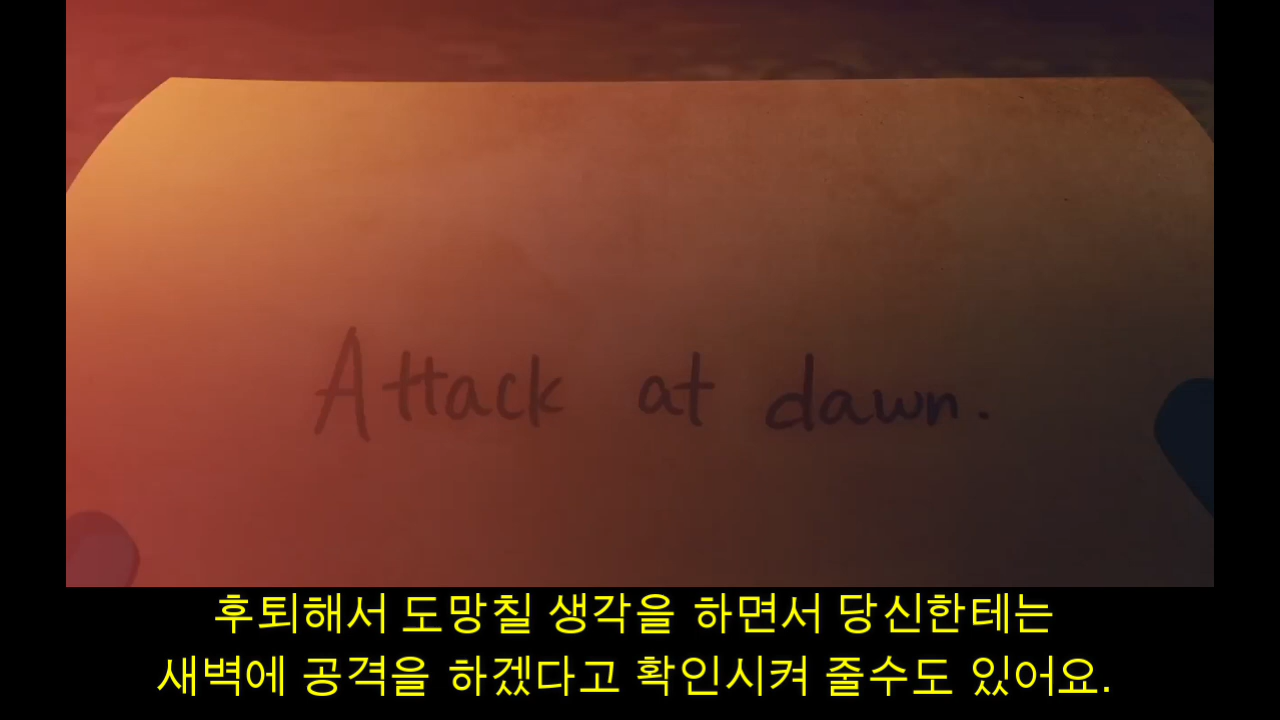 Attack at dawn.
후퇴해서 도망칠 생각을 하면서 당신한테는
새벽에 공격을 하겠다고 확인시켜 줄수도 있어요.